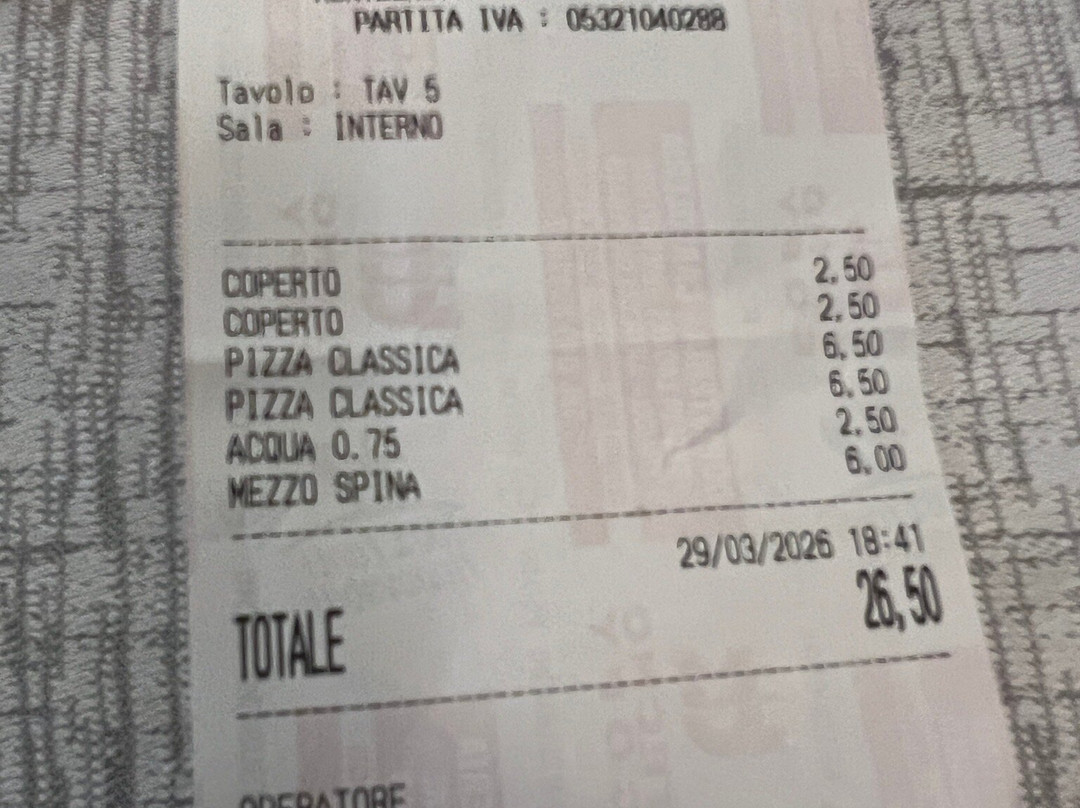 PARTITA IVA : 05321040288
Tavolo : TAV 5
Sala : INTERNO
COPERTO 2,50
COPERTO 2,50
PIZZA CLASSICA 6,50
PIZZA CLASSICA 6,50
ACQUA 0.75 2,50
MEZZO SPINA 6,00
29/03/2026 18:41
TOTALE 26,50
OPERATORE